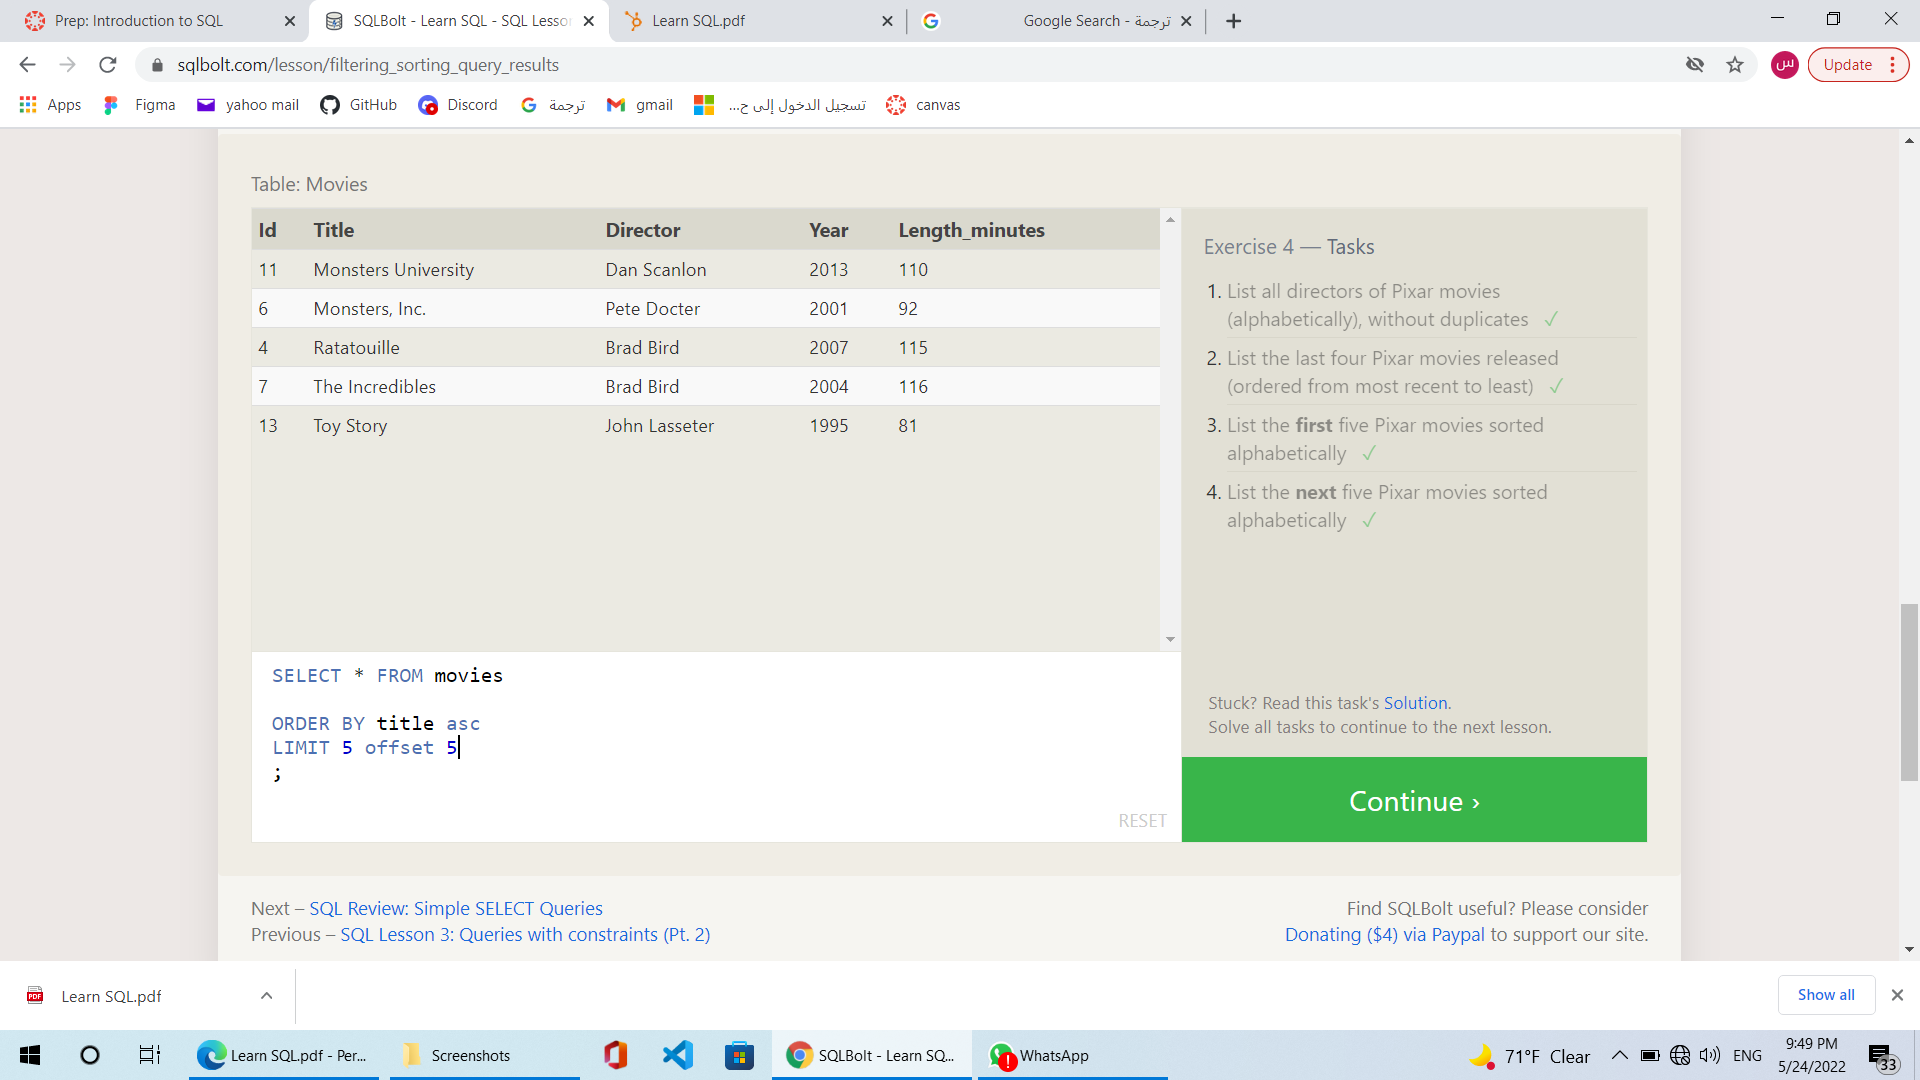 Prep: Introduction to SQL
SQLBolt - Learn SQL - SQL Lesson
Learn SQL.pdf
ترجمة - Google Search
sqlbolt.com/lesson/filtering_sorting_query_results
س
Update
Apps
Figma
yahoo mail
GitHub
Discord
ترجمة
gmail
تسجيل الدخول إلى ح...
canvas
Table: Movies
Id Title Director Year Length_minutes
11 Monsters University Dan Scanlon 2013 110
6 Monsters, Inc. Pete Docter 2001 92
4 Ratatouille Brad Bird 2007 115
7 The Incredibles Brad Bird 2004 116
13 Toy Story John Lasseter 1995 81
SELECT * FROM movies
ORDER BY title asc
LIMIT 5 offset 5
;
RESET
Exercise 4 — Tasks
1. List all directors of Pixar movies
(alphabetically), without duplicates ✓
2. List the last four Pixar movies released
(ordered from most recent to least) ✓
3. List the first five Pixar movies sorted
alphabetically ✓
4. List the next five Pixar movies sorted
alphabetically ✓
Stuck? Read this task's Solution.
Solve all tasks to continue to the next lesson.
Continue ›
Next – SQL Review: Simple SELECT Queries
Previous – SQL Lesson 3: Queries with constraints (Pt. 2)
Find SQLBolt useful? Please consider
Donating ($4) via Paypal to support our site.
PDF
Learn SQL.pdf
Show all
Learn SQL.pdf - Per...
Screenshots
SQLBolt - Learn SQ...
WhatsApp
71°F Clear
ENG
9:49 PM
5/24/2022
33